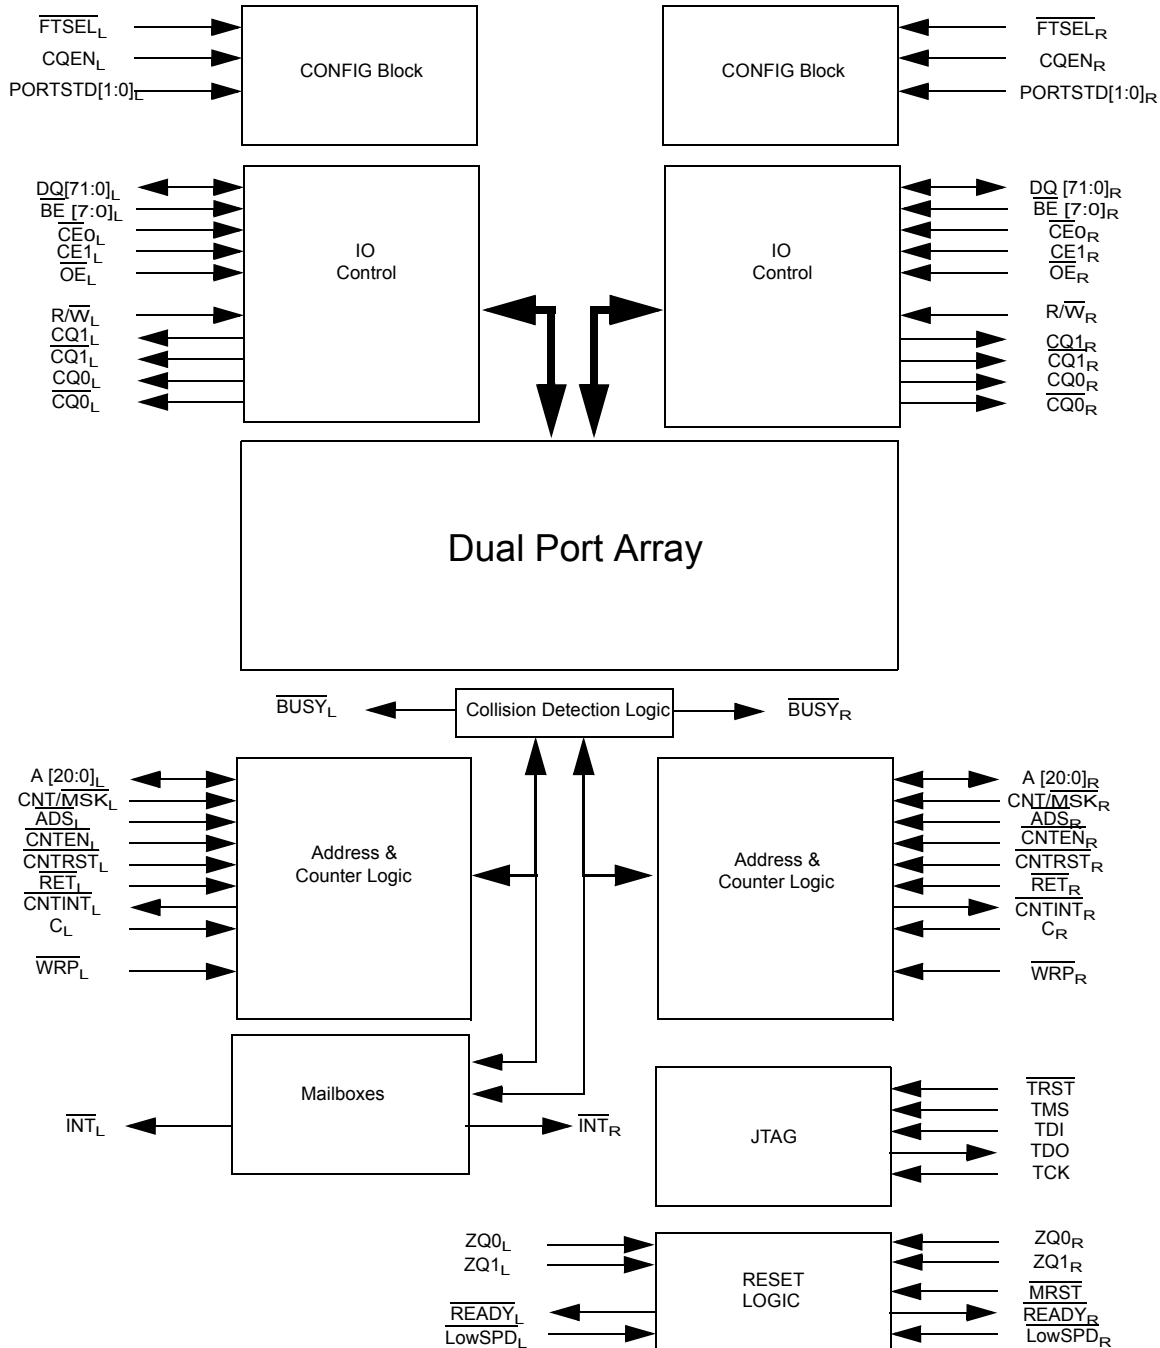 FTSEL_L
CQEN_L
PORTSTD[1:0]_L
CONFIG Block
CONFIG Block
FTSEL_R
CQEN_R
PORTSTD[1:0]_R
DQ[71:0]_L
BE [7:0]_L
CE0_L
CE1_L
OE_L
R/W_L
CQ1_L
CQ1_L
CQ0_L
CQ0_L
IO
Control
IO
Control
DQ [71:0]_R
BE [7:0]_R
CE0_R
CE1_R
OE_R
R/W_R
CQ1_R
CQ1_R
CQ0_R
CQ0_R
Dual Port Array
BUSY_L
Collision Detection Logic
BUSY_R
A [20:0]_L
CNT/MSK_L
ADS_L
CNTEN_L
CNTRST_L
RET_L
CNTINT_L
C_L
WRP_L
Address &
Counter Logic
Address &
Counter Logic
A [20:0]_R
CNT/MSK_R
ADS_R
CNTEN_R
CNTRST_R
RET_R
CNTINT_R
C_R
WRP_R
Mailboxes
INT_L
INT_R
JTAG
TRST
TMS
TDI
TDO
TCK
ZQ0_L
ZQ1_L
READY_L
LowSPD_L
RESET
LOGIC
ZQ0_R
ZQ1_R
MRST
READY_R
LowSPD_R